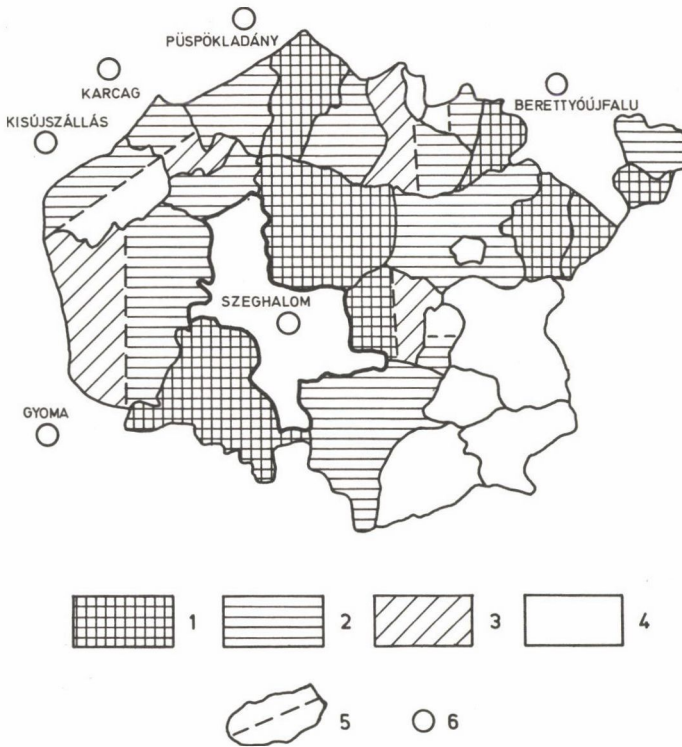 PÜSPÖKLADÁNY
KARCAG
KISÚJSZÁLLÁS
BERETTYÓÚJFALU
SZEGHALOM
GYOMA
1 2 3 4
5 6